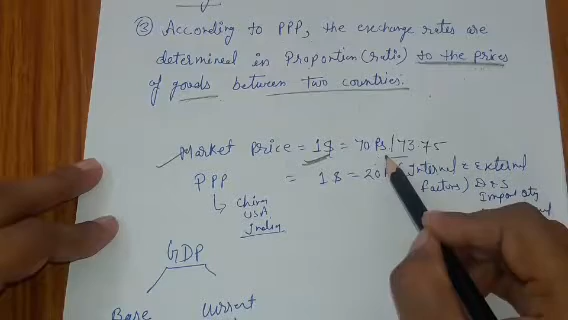 ③ According to PPP, the exchange rates are
determined in Proportion (ratio) to the prices
of goods between two countries.
Market Price = 1$ = 70 Rs / 73.75
PPP = 1$ = 20 Internal & External
factors)
China
USA
India
GDP
Base Current